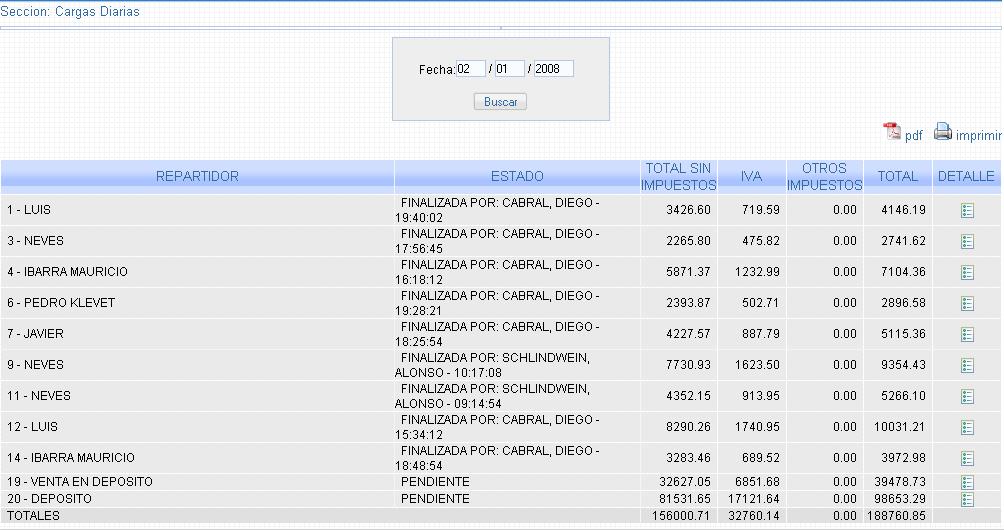 Seccion: Cargas Diarias
Fecha: 02 / 01 / 2008
Buscar
pdf imprimir
REPARTIDOR ESTADO TOTAL SIN IMPUESTOS IVA OTROS IMPUESTOS TOTAL DETALLE
1 - LUIS FINALIZADA POR: CABRAL, DIEGO - 19:40:02 3426.60 719.59 0.00 4146.19
3 - NEVES FINALIZADA POR: CABRAL, DIEGO - 17:56:45 2265.80 475.82 0.00 2741.62
4 - IBARRA MAURICIO FINALIZADA POR: CABRAL, DIEGO - 16:18:12 5871.37 1232.99 0.00 7104.36
6 - PEDRO KLEVET FINALIZADA POR: CABRAL, DIEGO - 19:28:21 2393.87 502.71 0.00 2896.58
7 - JAVIER FINALIZADA POR: CABRAL, DIEGO - 18:25:54 4227.57 887.79 0.00 5115.36
9 - NEVES FINALIZADA POR: SCHLINDWEIN, ALONSO - 10:17:08 7730.93 1623.50 0.00 9354.43
11 - NEVES FINALIZADA POR: SCHLINDWEIN, ALONSO - 09:14:54 4352.15 913.95 0.00 5266.10
12 - LUIS FINALIZADA POR: CABRAL, DIEGO - 15:34:12 8290.26 1740.95 0.00 10031.21
14 - IBARRA MAURICIO FINALIZADA POR: CABRAL, DIEGO - 18:48:54 3283.46 689.52 0.00 3972.98
19 - VENTA EN DEPOSITO PENDIENTE 32627.05 6851.68 0.00 39478.73
20 - DEPOSITO PENDIENTE 81531.65 17121.64 0.00 98653.29
TOTALES 156000.71 32760.14 0.00 188760.85